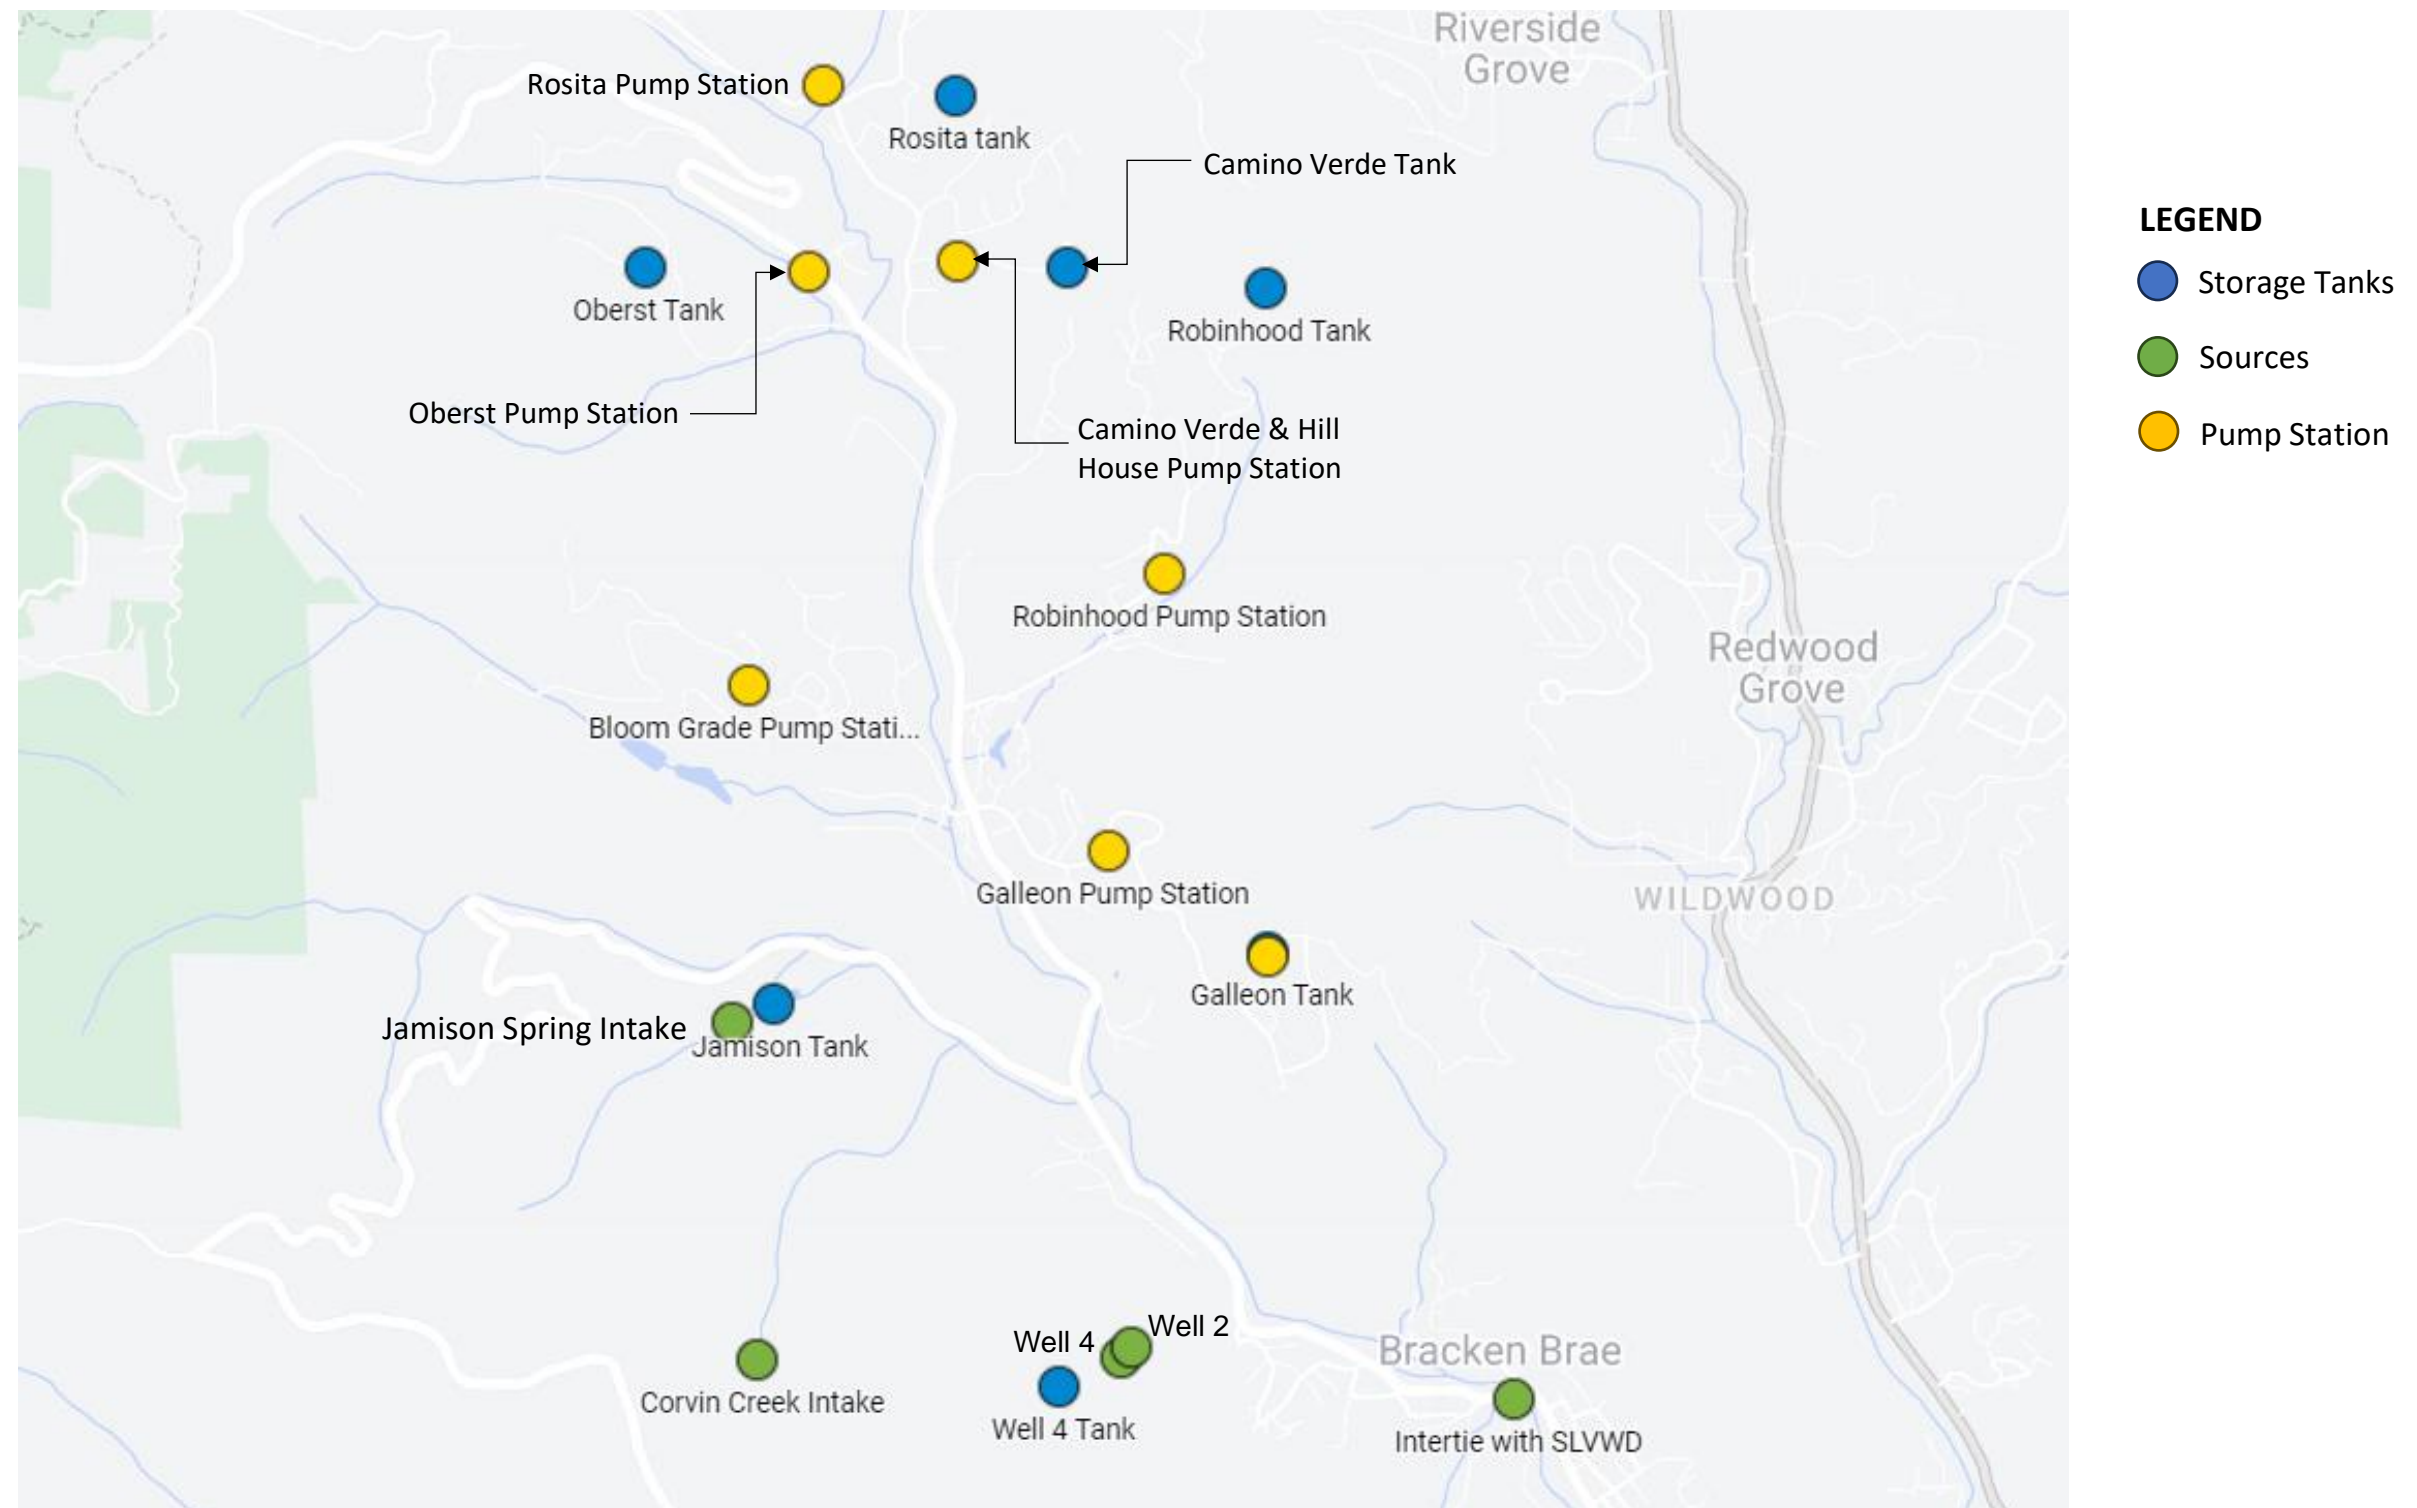 Riverside
Grove
Rosita Pump Station
Rosita tank
Camino Verde Tank
LEGEND
Storage Tanks
Sources
Pump Station
Oberst Tank
Robinhood Tank
Oberst Pump Station
Camino Verde & Hill
House Pump Station
Robinhood Pump Station
Redwood
Grove
Bloom Grade Pump Stati...
Galleon Pump Station
WILDWOOD
Galleon Tank
Jamison Spring Intake
Jamison Tank
Well 2
Well 4
Bracken Brae
Corvin Creek Intake
Well 4 Tank
Intertie with SLVWD